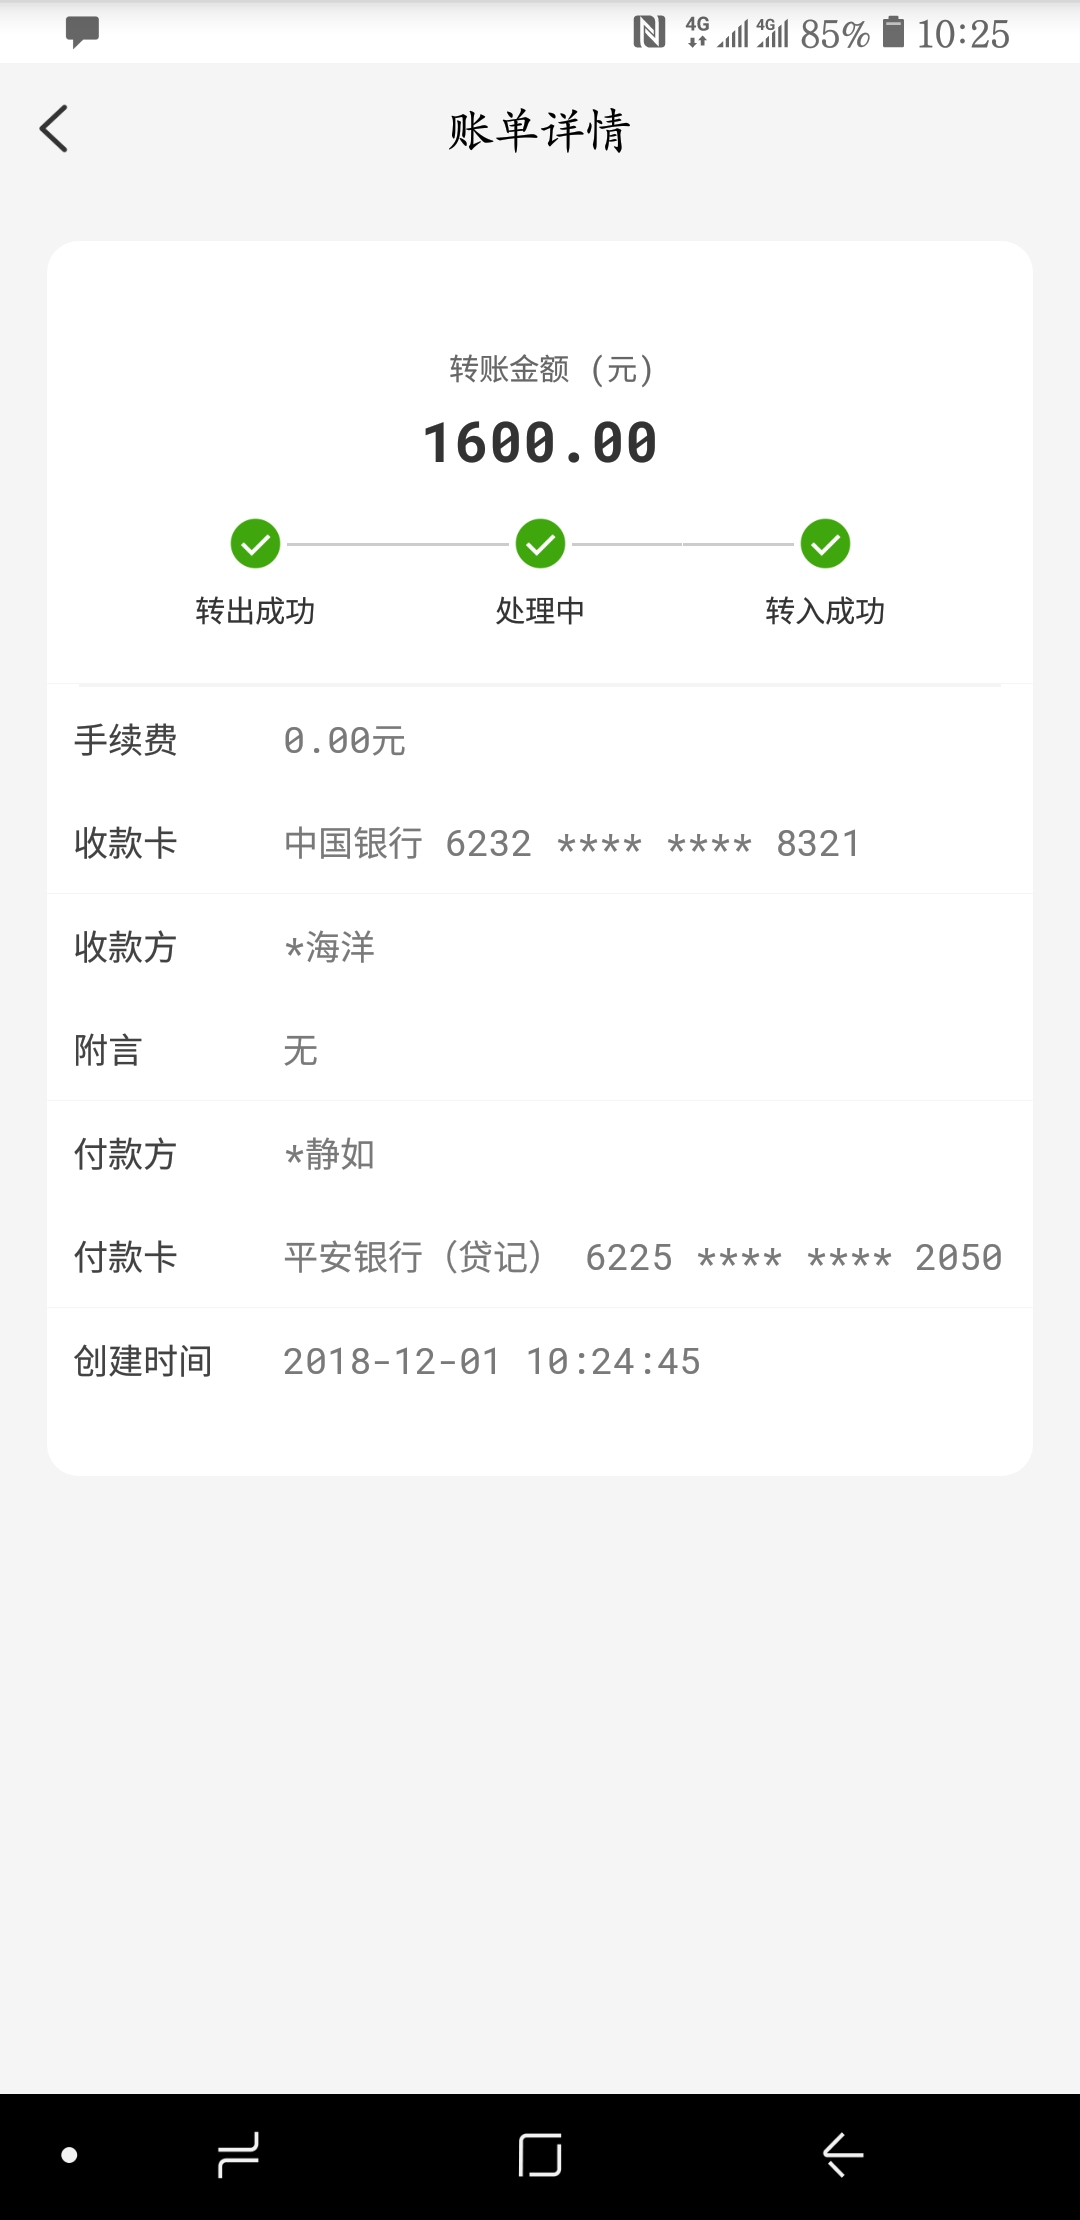 4G 4G 85% 10:25
账单详情
转账金额（元）
1600.00
转出成功 处理中 转入成功
手续费 0.00元
收款卡 中国银行 6232 **** **** 8321
收款方 *海洋
附言 无
付款方 *静如
付款卡 平安银行（贷记） 6225 **** **** 2050
创建时间 2018-12-01 10:24:45